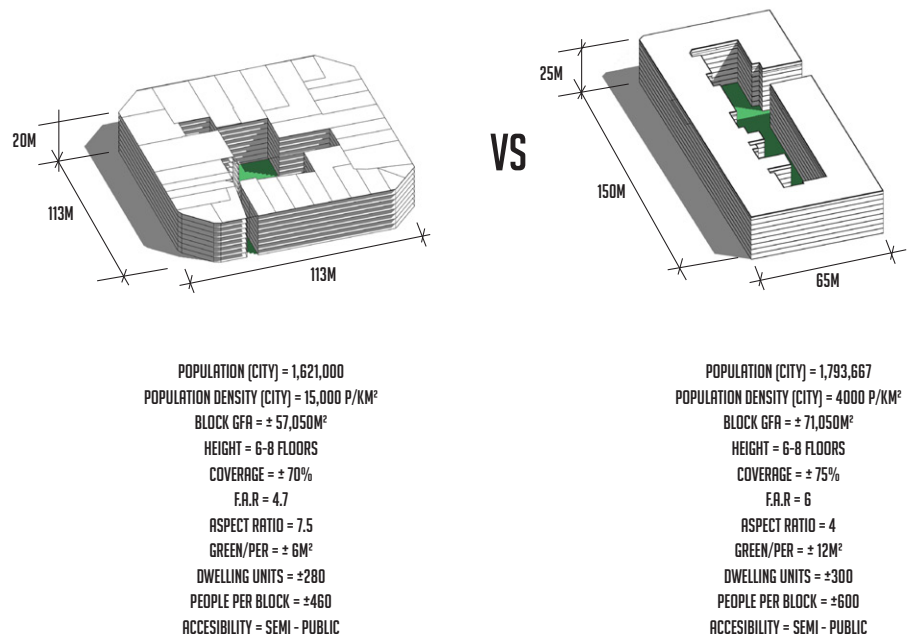 20M
113M
113M
VS
25M
150M
65M
POPULATION (CITY) = 1,621,000
POPULATION DENSITY (CITY) = 15,000 P/KM²
BLOCK GFA = ± 57,050M²
HEIGHT = 6-8 FLOORS
COVERAGE = ± 70%
F.A.R = 4.7
ASPECT RATIO = 7.5
GREEN/PER = ± 6M²
DWELLING UNITS = ±280
PEOPLE PER BLOCK = ±460
ACCESIBILITY = SEMI - PUBLIC
POPULATION (CITY) = 1,793,667
POPULATION DENSITY (CITY) = 4000 P/KM²
BLOCK GFA = ± 71,050M²
HEIGHT = 6-8 FLOORS
COVERAGE = ± 75%
F.A.R = 6
ASPECT RATIO = 4
GREEN/PER = ± 12M²
DWELLING UNITS = ±300
PEOPLE PER BLOCK = ±600
ACCESIBILITY = SEMI - PUBLIC